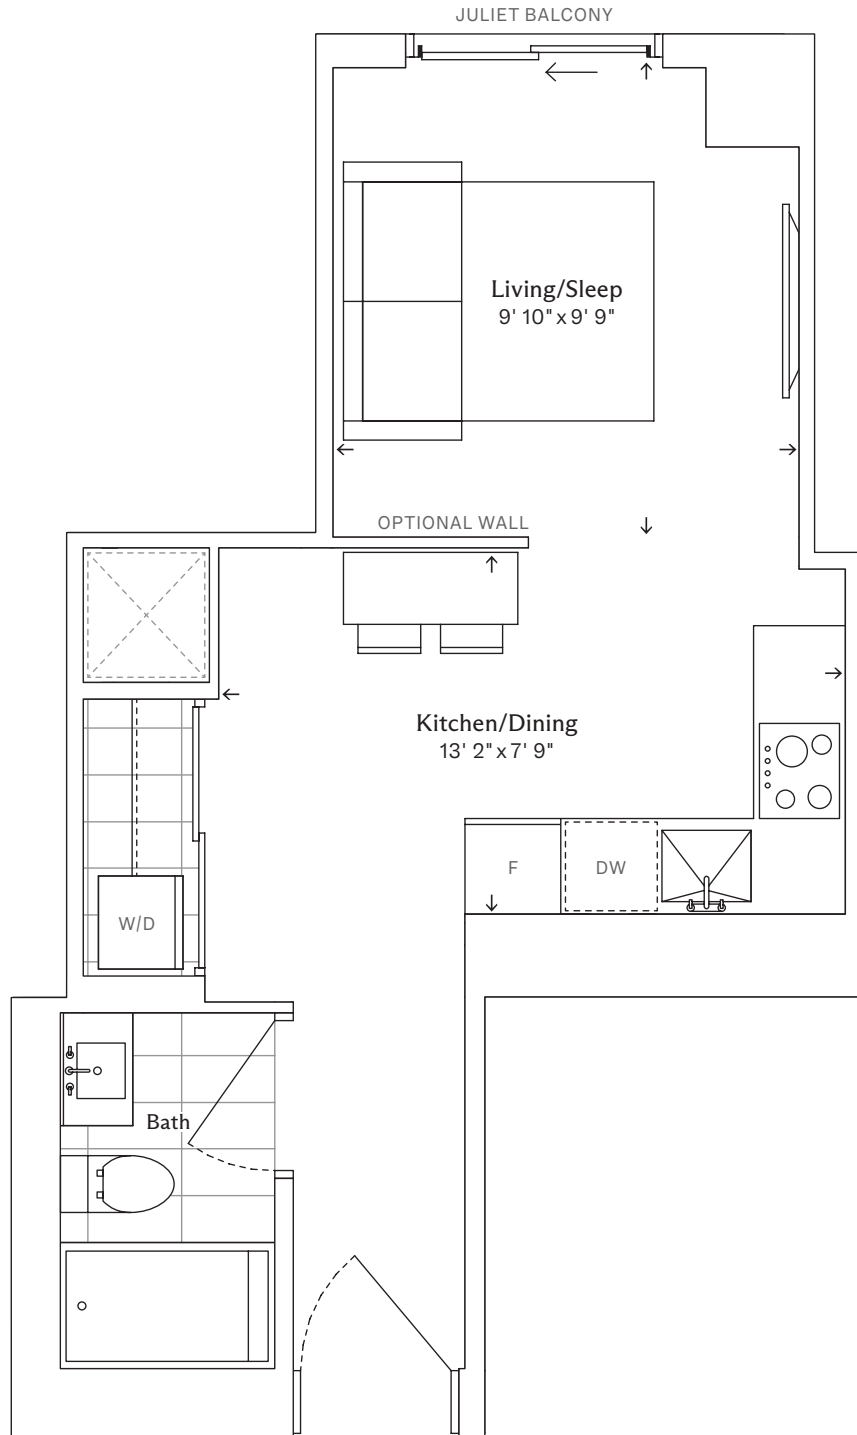 JULIET BALCONY
Living/Sleep
9' 10" x 9' 9"
OPTIONAL WALL
Kitchen/Dining
13' 2" x 7' 9"
F
DW
W/D
Bath